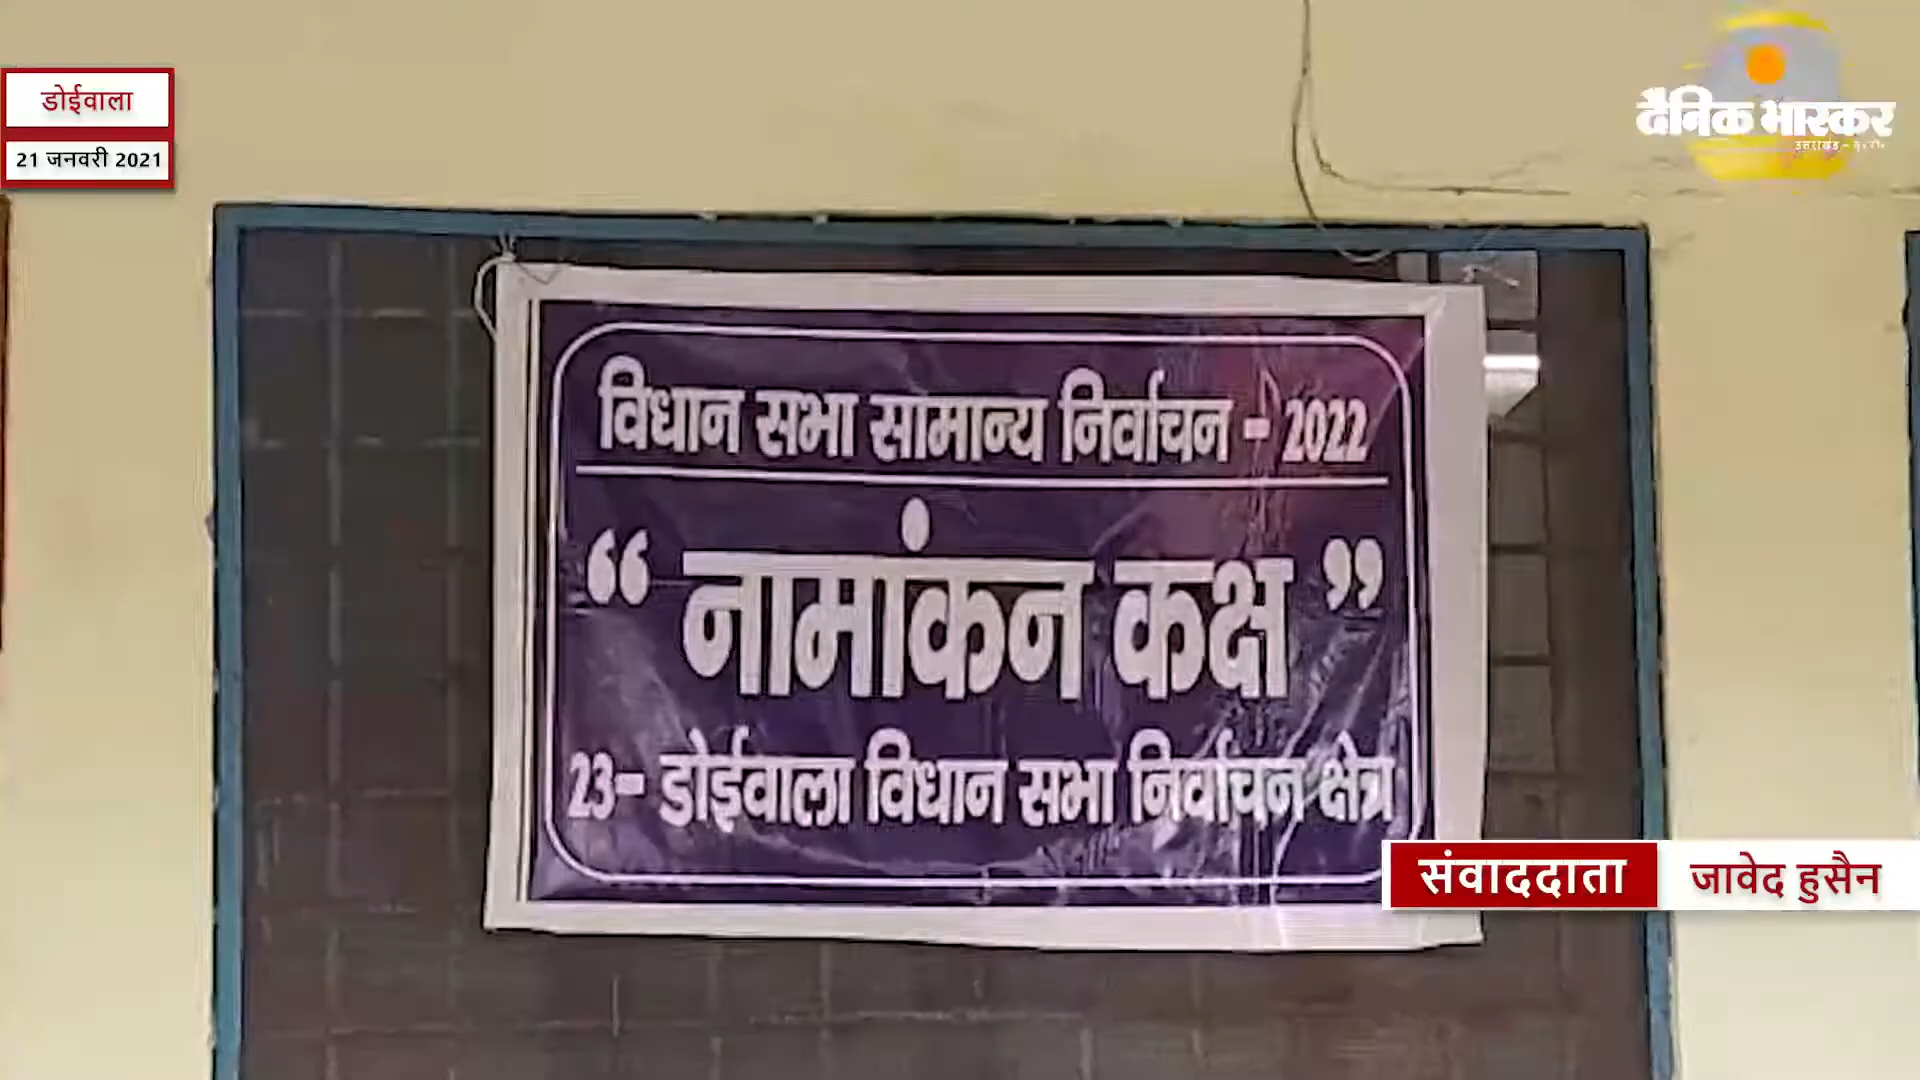 डोईवाला
21 जनवरी 2021
दैनिक भास्कर
विधान सभा सामान्य निर्वाचन - 2022
“ नामांकन कक्ष ”
23- डोईवाला विधान सभा निर्वाचन क्षेत्र
संवाददाता जावेद हुसैन